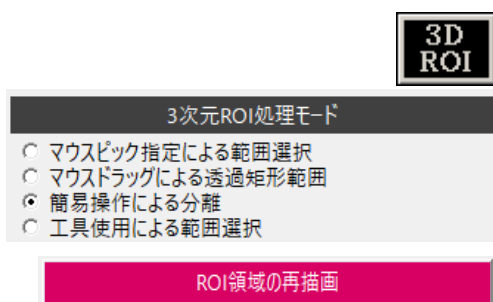 3D
ROI
3次元ROI処理モード
マウスピック指定による範囲選択
マウスドラッグによる透過矩形範囲
簡易操作による分離
工具使用による範囲選択
ROI領域の再描画